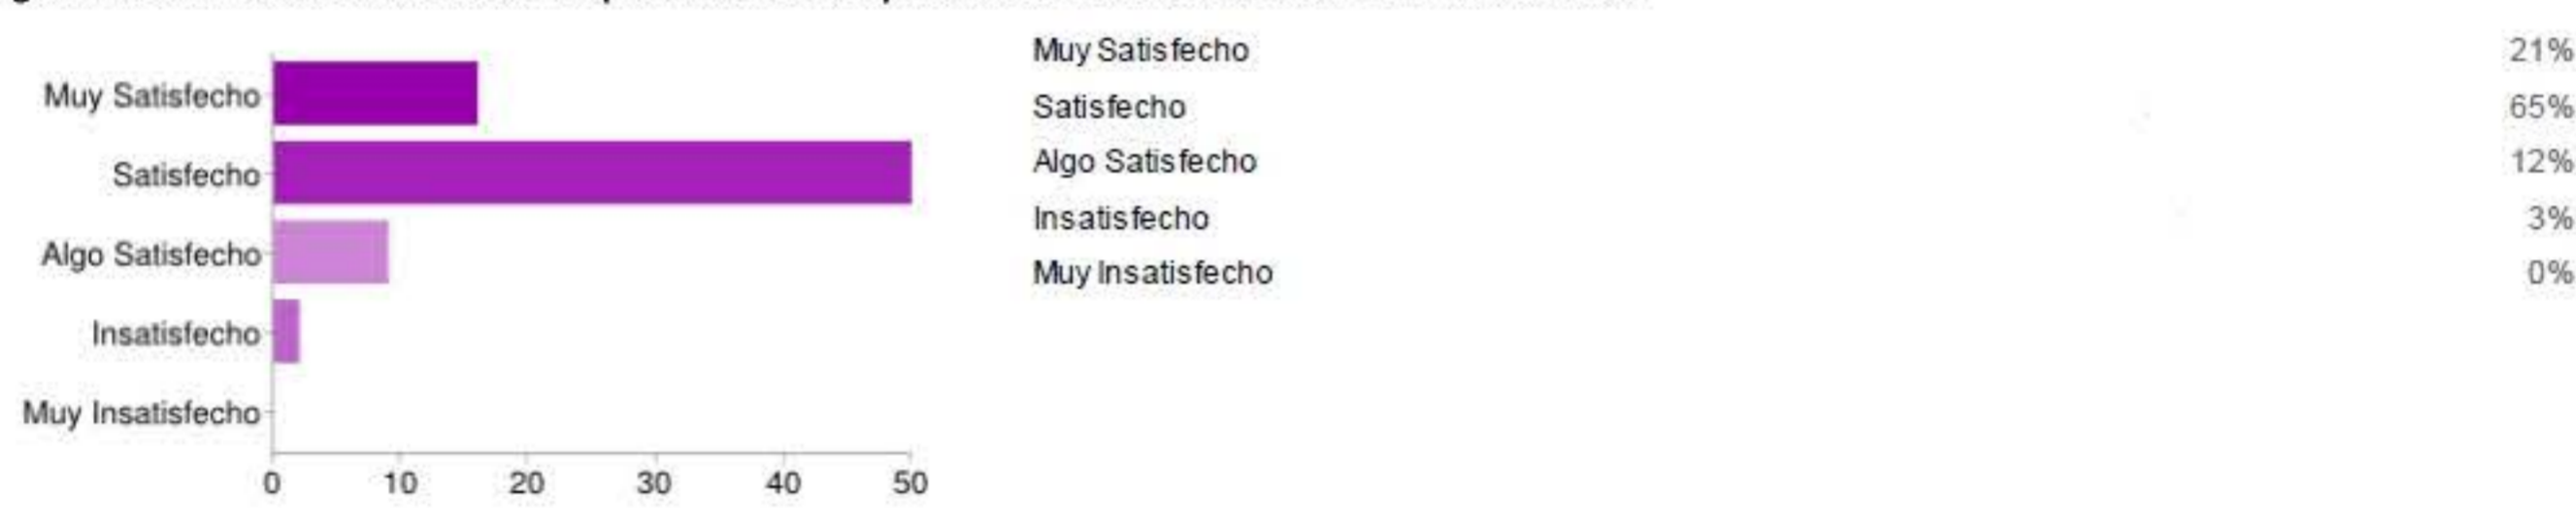 Muy Satisfecho
Satisfecho
Algo Satisfecho
Insatisfecho
Muy Insatisfecho
0 10 20 30 40 50
Muy Satisfecho 21%
Satisfecho 65%
Algo Satisfecho 12%
Insatisfecho 3%
Muy Insatisfecho 0%